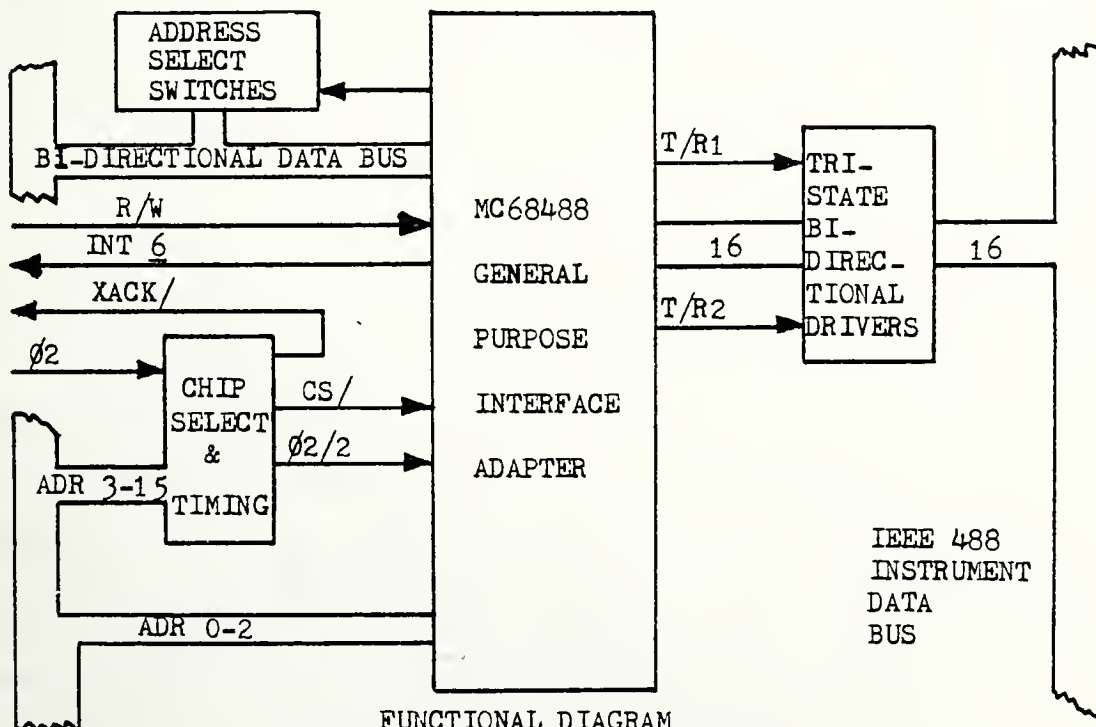 ADDRESS
SELECT
SWITCHES
BI-DIRECTIONAL DATA BUS
R/W
INT 6
XACK/
Ø2
CHIP
SELECT
&
TIMING
CS/
Ø2/2
ADR 3-15
ADR 0-2
MC68488
GENERAL
PURPOSE
INTERFACE
ADAPTER
T/R1
16
T/R2
TRI-
STATE
BI-
DIREC-
TIONAL
DRIVERS
16
IEEE 488
INSTRUMENT
DATA
BUS
FUNCTIONAL DIAGRAM